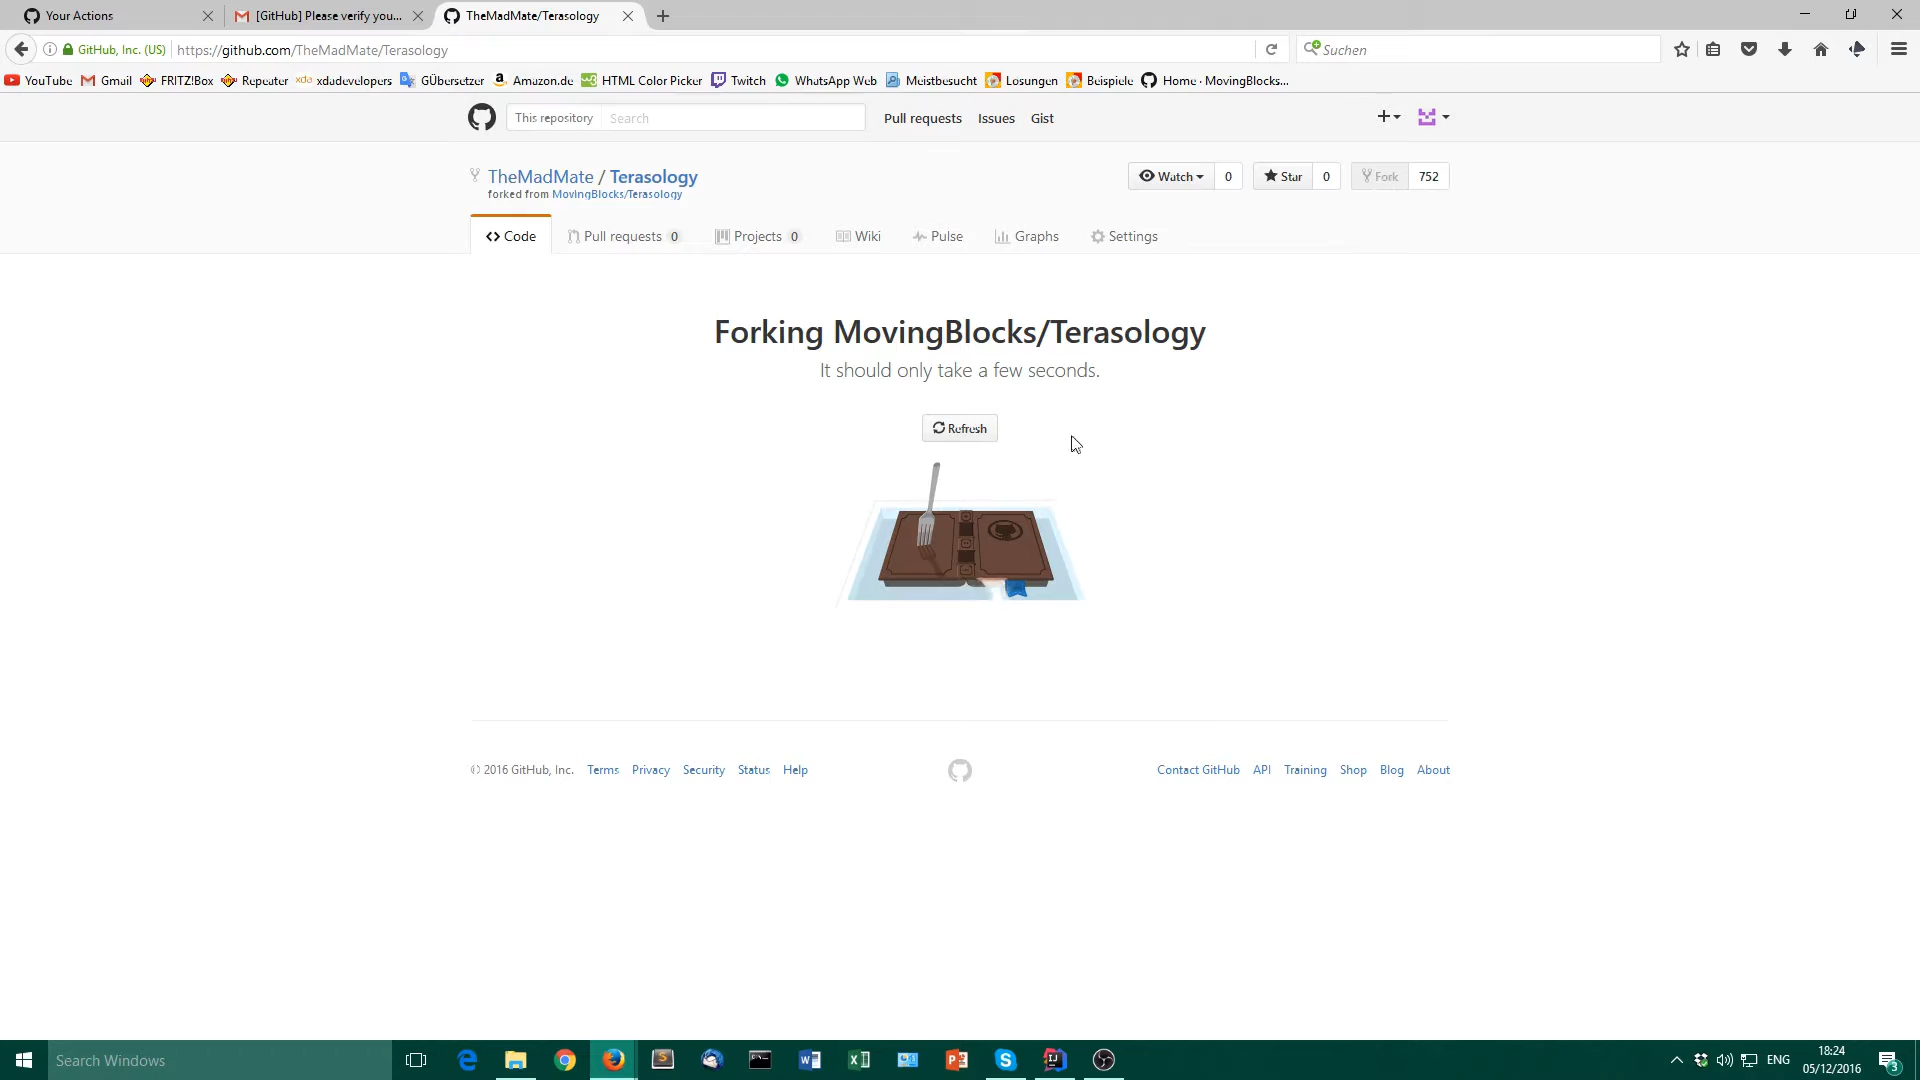 Your Actions
[GitHub] Please verify you...
TheMadMate/Terasology
GitHub, Inc. (US)
https://github.com/TheMadMate/Terasology
Suchen
YouTube
Gmail
FRITZ!Box
Repeater
xda xdadevelopers
GÜbersetzer
Amazon.de
HTML Color Picker
Twitch
WhatsApp Web
Meistbesucht
Losungen
Beispiele
Home · MovingBlocks...
This repository
Search
Pull requests
Issues
Gist
TheMadMate / Terasology
forked from MovingBlocks/Terasology
Watch
0
Star
0
Fork
752
Code
Pull requests 0
Projects 0
Wiki
Pulse
Graphs
Settings
Forking MovingBlocks/Terasology
It should only take a few seconds.
Refresh
© 2016 GitHub, Inc.
Terms
Privacy
Security
Status
Help
Contact GitHub
API
Training
Shop
Blog
About
Search Windows
ENG
18:24
05/12/2016
3